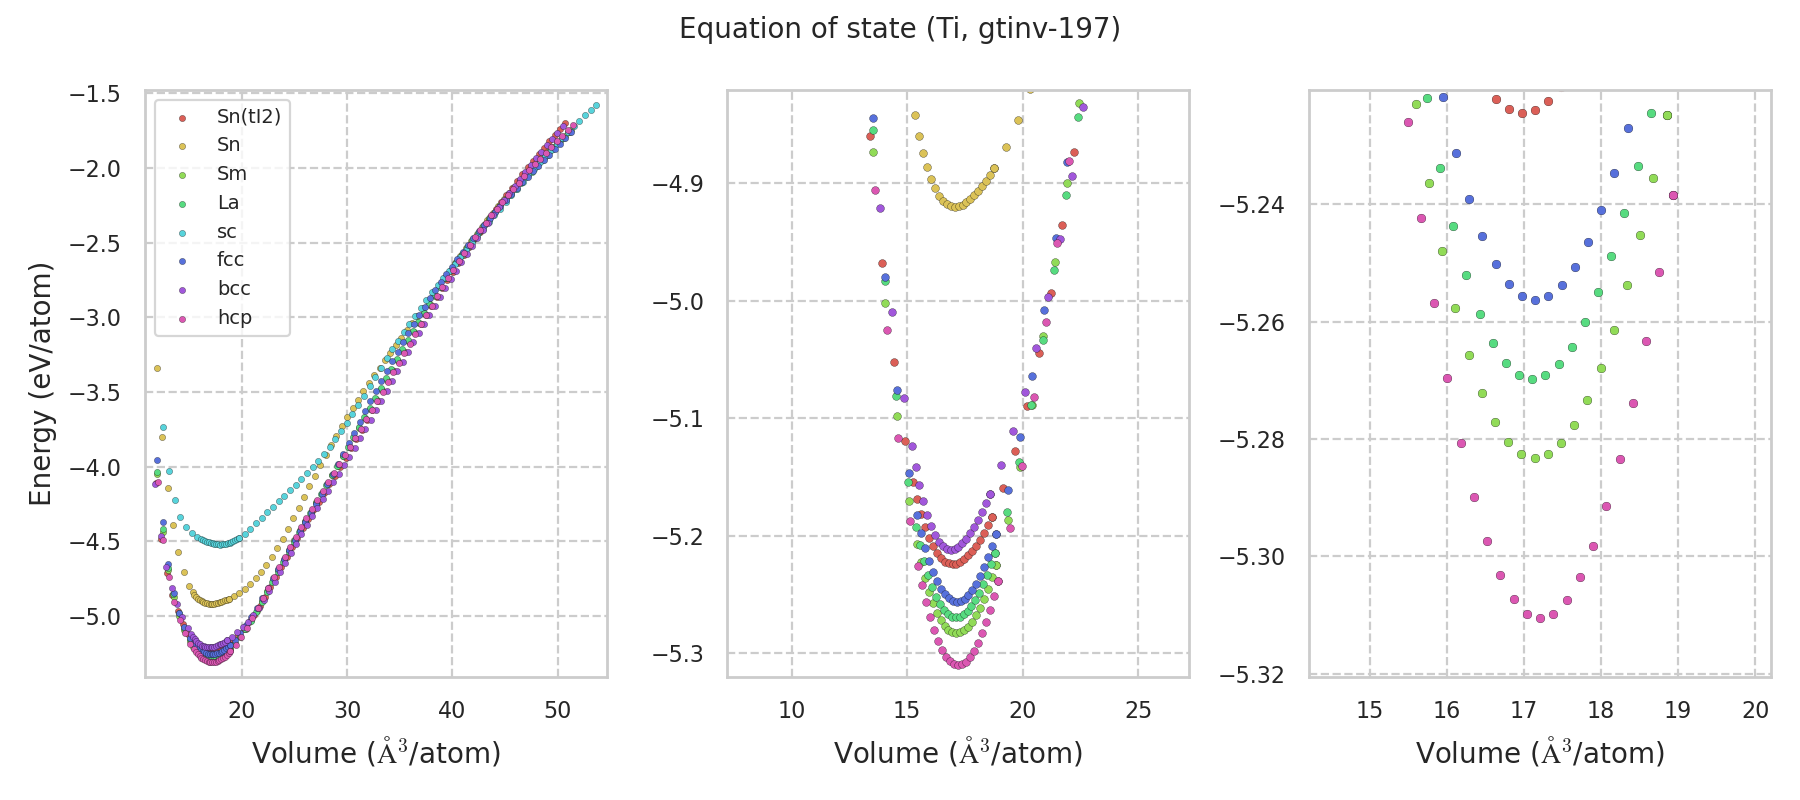 Equation of state (Ti, gtinv-197)
Energy (eV/atom)
−1.5
−2.0
−2.5
−3.0
−3.5
−4.0
−4.5
−5.0
Sn(tI2)
Sn
Sm
La
sc
fcc
bcc
hcp
20 30 40 50
Volume (Å³/atom)
−4.9
−5.0
−5.1
−5.2
−5.3
10 15 20 25
Volume (Å³/atom)
−5.24
−5.26
−5.28
−5.30
−5.32
15 16 17 18 19 20
Volume (Å³/atom)